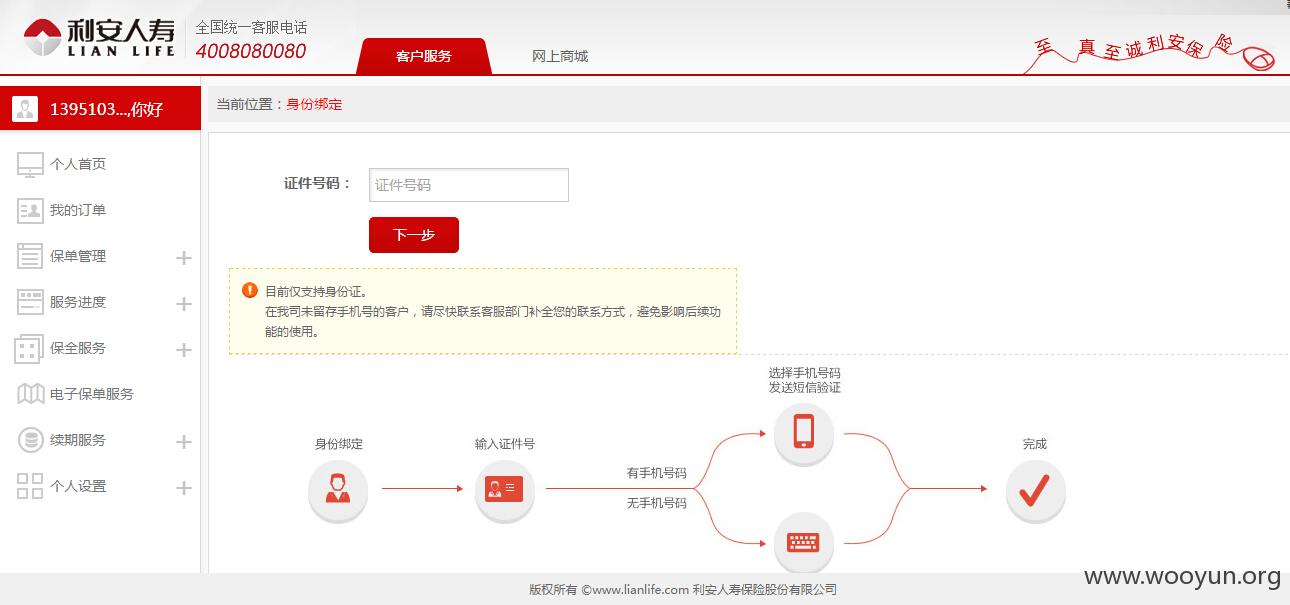 利安人寿
LIAN LIFE
全国统一客服电话
4008080080
客户服务
网上商城
至真至诚利安保险
1395103...,你好
当前位置：身份绑定
个人首页
我的订单
保单管理
服务进度
保全服务
电子保单服务
续期服务
个人设置
证件号码：
证件号码
下一步
目前仅支持身份证。
在我司未留存手机号的客户，请尽快联系客服部门补全您的联系方式，避免影响后续功
能的使用。
选择手机号码
发送短信验证
身份绑定
输入证件号
有手机号码
无手机号码
完成
版权所有 ©www.lianlife.com 利安人寿保险股份有限公司
www.wooyun.org